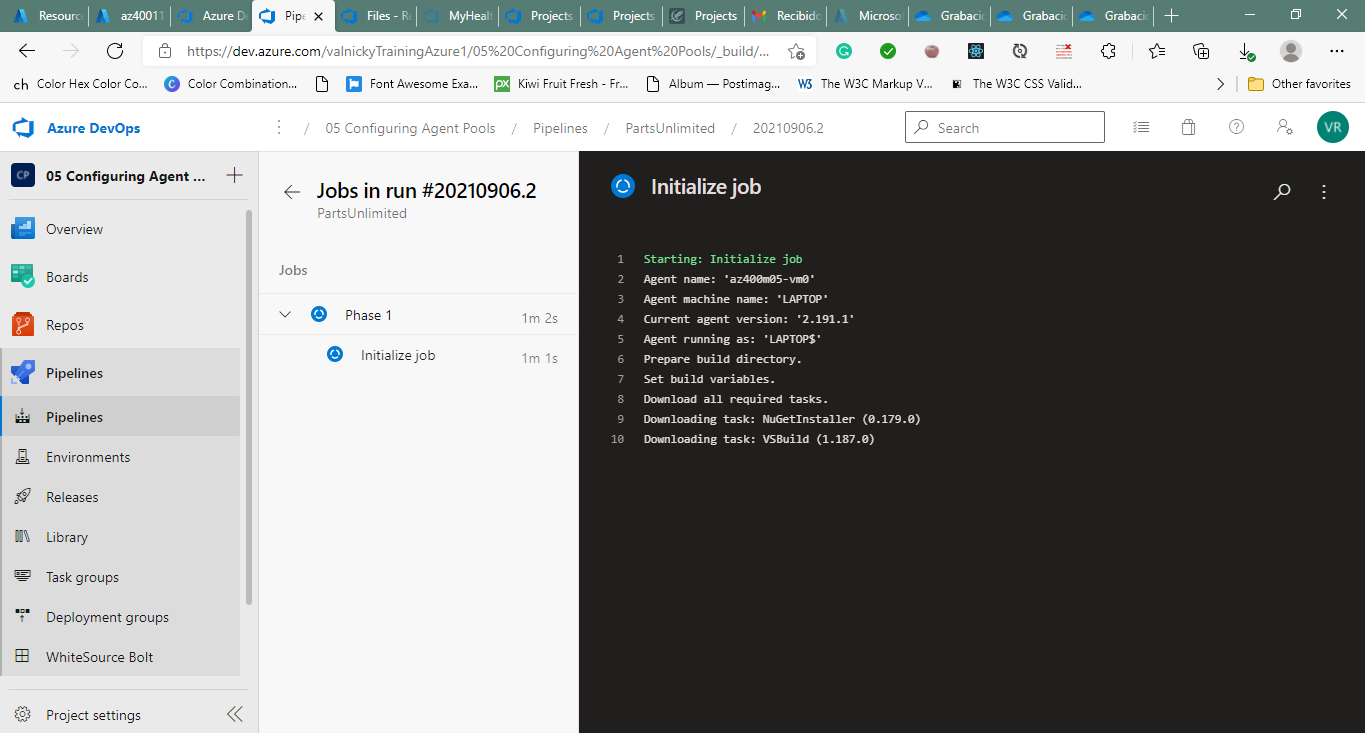 Resourc
az40011
Azure De
Pipe
Files - R
MyHealt
Projects
Projects
Projects
Recibido
Microso
Grabacio
Grabacio
Grabacio
https://dev.azure.com/valnickyTrainingAzure1/05%20Configuring%20Agent%20Pools/_build/...
ch Color Hex Color Co...
C Color Combination...
Font Awesome Exa...
px Kiwi Fruit Fresh - Fr...
Album — Postimag...
W3 The W3C Markup V...
The W3C CSS Valid...
Other favorites
Azure DevOps
/ 05 Configuring Agent Pools / Pipelines / PartsUnlimited / 20210906.2
Search
VR
CP 05 Configuring Agent ...
Overview
Boards
Repos
Pipelines
Pipelines
Environments
Releases
Library
Task groups
Deployment groups
WhiteSource Bolt
Project settings
Jobs in run #20210906.2
PartsUnlimited
Jobs
Phase 1 1m 2s
Initialize job 1m 1s
Initialize job
1 Starting: Initialize job
2 Agent name: 'az400m05-vm0'
3 Agent machine name: 'LAPTOP'
4 Current agent version: '2.191.1'
5 Agent running as: 'LAPTOP$'
6 Prepare build directory.
7 Set build variables.
8 Download all required tasks.
9 Downloading task: NuGetInstaller (0.179.0)
10 Downloading task: VSBuild (1.187.0)